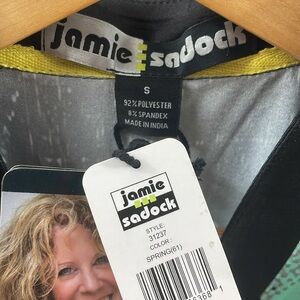 jamie sadock
S
92% POLYESTER
8% SPANDEX
MADE IN INDIA
jamie
sadock
STYLE:
31237
COLOR:
SPRING(61)